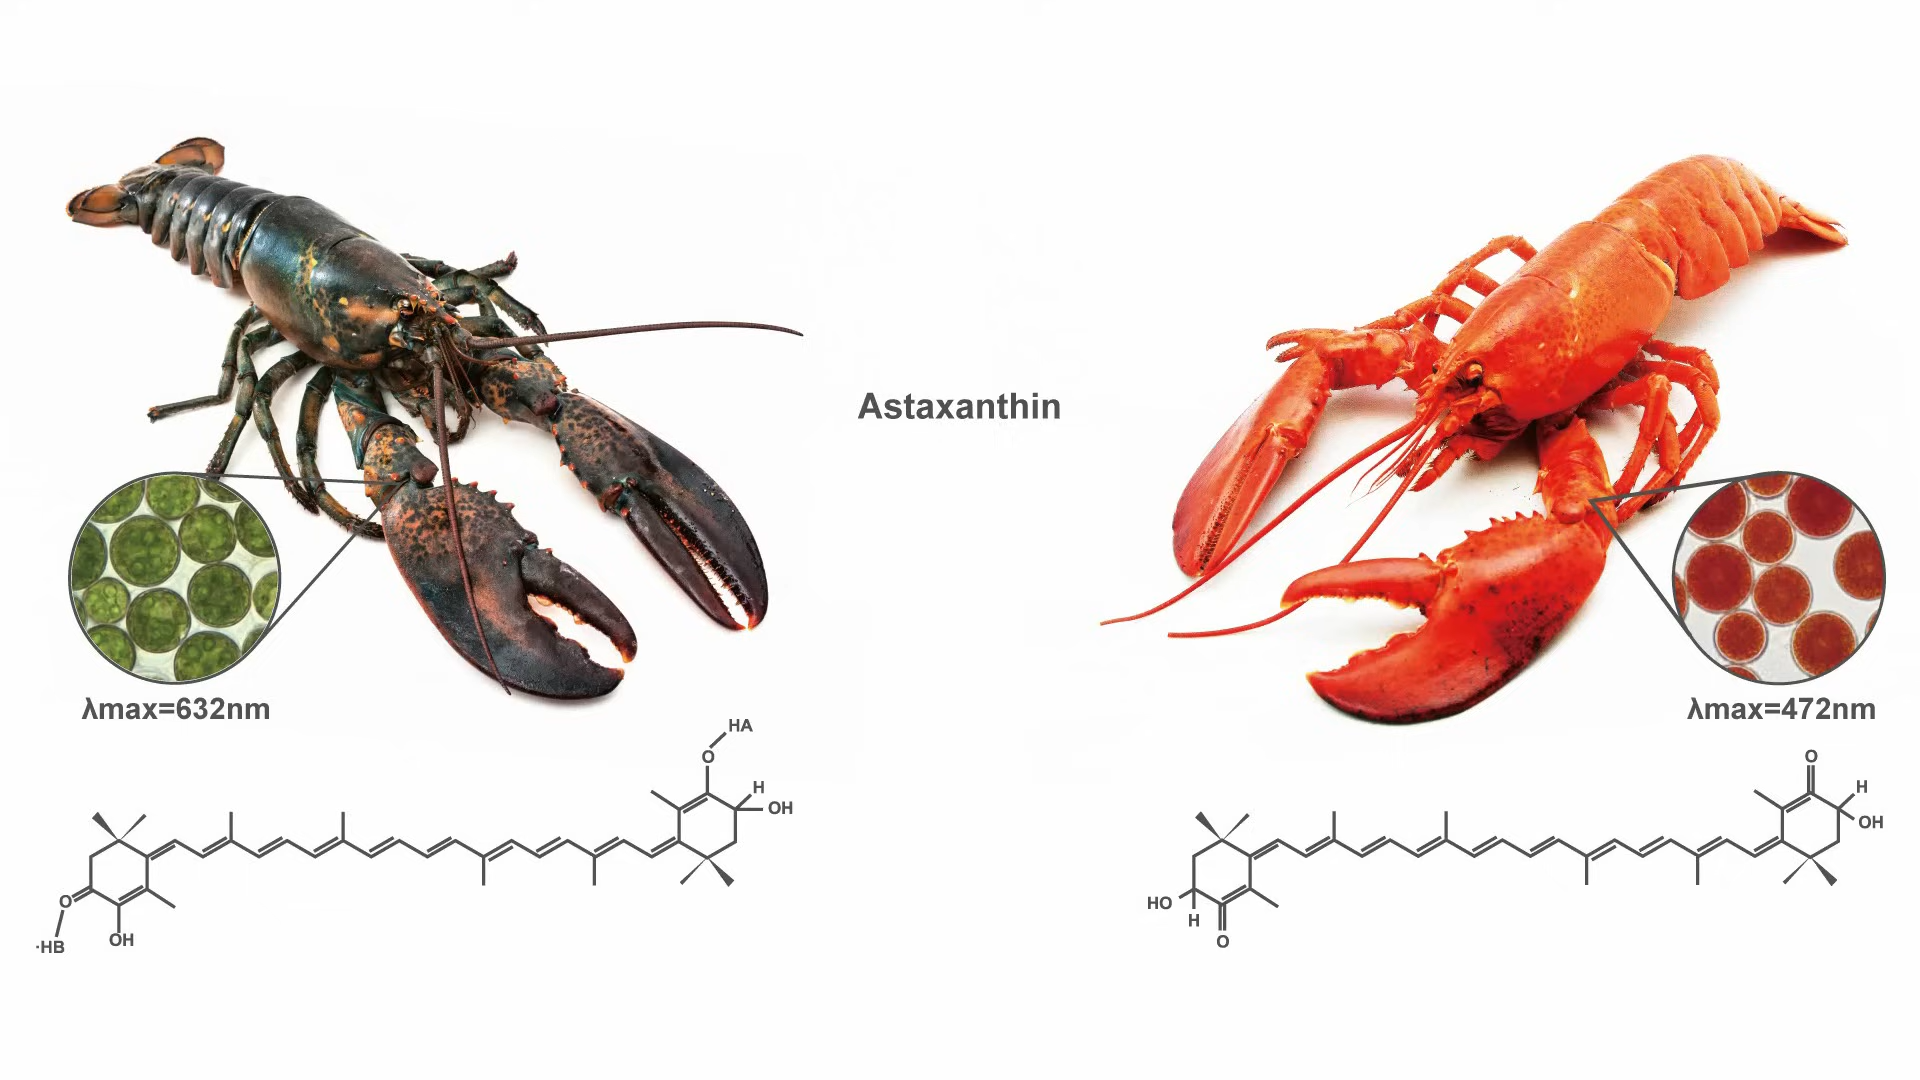 Astaxanthin
λmax=632nm
λmax=472nm
HA
O
H
OH
O
·HB
OH
O
H
OH
HO
H
O